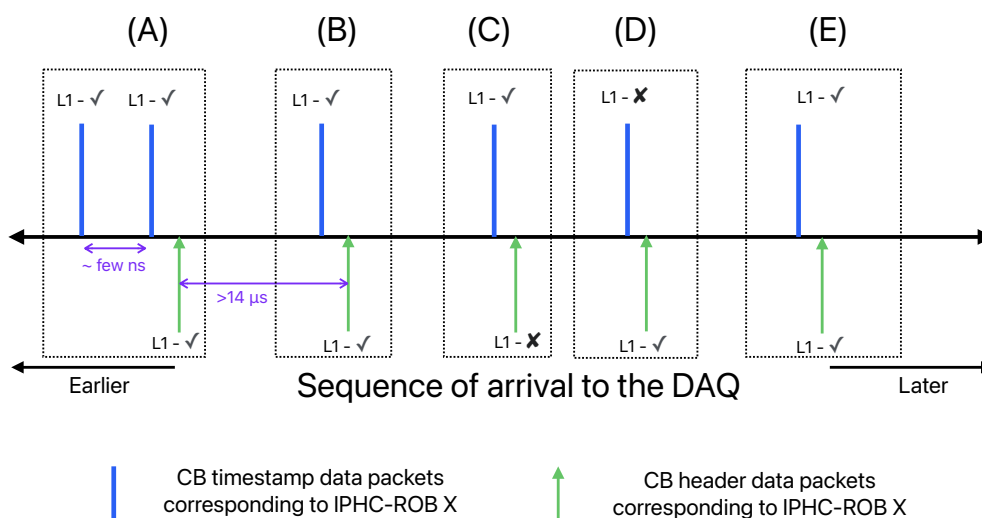 (A) (B) (C) (D) (E)
L1 - ✓ L1 - ✓ L1 - ✓ L1 - ✓ L1 - ✘ L1 - ✓
~ few ns
>14 μs
L1 - ✓ L1 - ✓ L1 - ✘ L1 - ✓ L1 - ✓
Earlier Sequence of arrival to the DAQ Later
CB timestamp data packets
corresponding to IPHC-ROB X
CB header data packets
corresponding to IPHC-ROB X